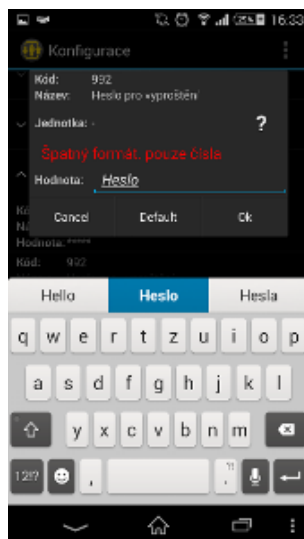 16:33
Konfigurace
Kód: 992
Název: Heslo pro vyproštění
Jednotka: -
?
Špatný formát, pouze čísla
Hodnota: Heslo
Cancel Default Ok
Hodnota: *****
Kód: 992
Hello Heslo Hesla
q w e r t z u i o p
a s d f g h j k l
y x c v b n m
12!? , .